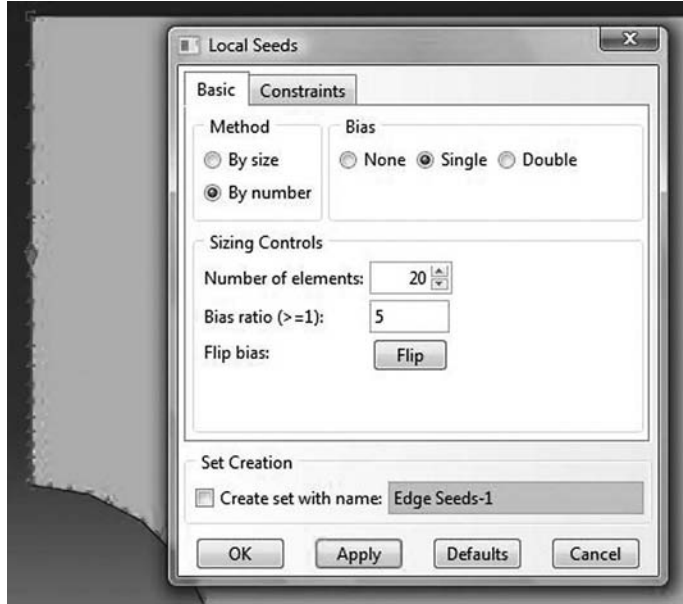 Local Seeds
Basic Constraints
Method
By size
By number
Bias
None Single Double
Sizing Controls
Number of elements: 20
Bias ratio (>=1): 5
Flip bias: Flip
Set Creation
Create set with name: Edge Seeds-1
OK Apply Defaults Cancel